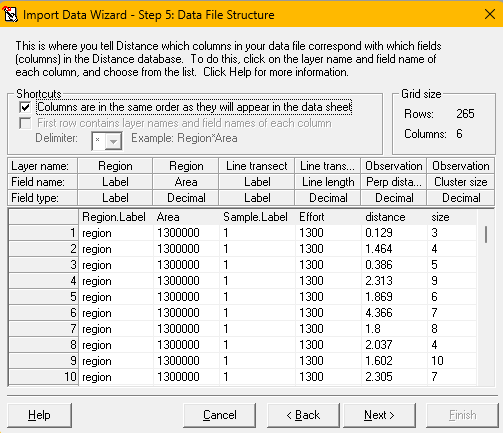 Import Data Wizard - Step 5: Data File Structure
This is where you tell Distance which columns in your data file correspond with which fields
(columns) in the Distance database. To do this, click on the layer name and field name of
each column, and choose from the list. Click Help for more information.
Shortcuts
Columns are in the same order as they will appear in the data sheet
First row contains layer names and field names of each column
Delimiter: * Example: Region*Area
Grid size
Rows: 265
Columns: 6
Layer name: Region Region Line transect Line trans... Observation Observation
Field name: Label Area Label Line length Perp dista... Cluster size
Field type: Label Decimal Label Decimal Decimal Decimal
Region.Label Area Sample.Label Effort distance size
1 region 1300000 1 1300 0.129 3
2 region 1300000 1 1300 1.464 4
3 region 1300000 1 1300 0.386 5
4 region 1300000 1 1300 2.313 9
5 region 1300000 1 1300 1.869 6
6 region 1300000 1 1300 4.366 7
7 region 1300000 1 1300 1.8 8
8 region 1300000 1 1300 2.037 4
9 region 1300000 1 1300 1.602 10
10 region 1300000 1 1300 2.305 7
Help Cancel < Back Next > Finish